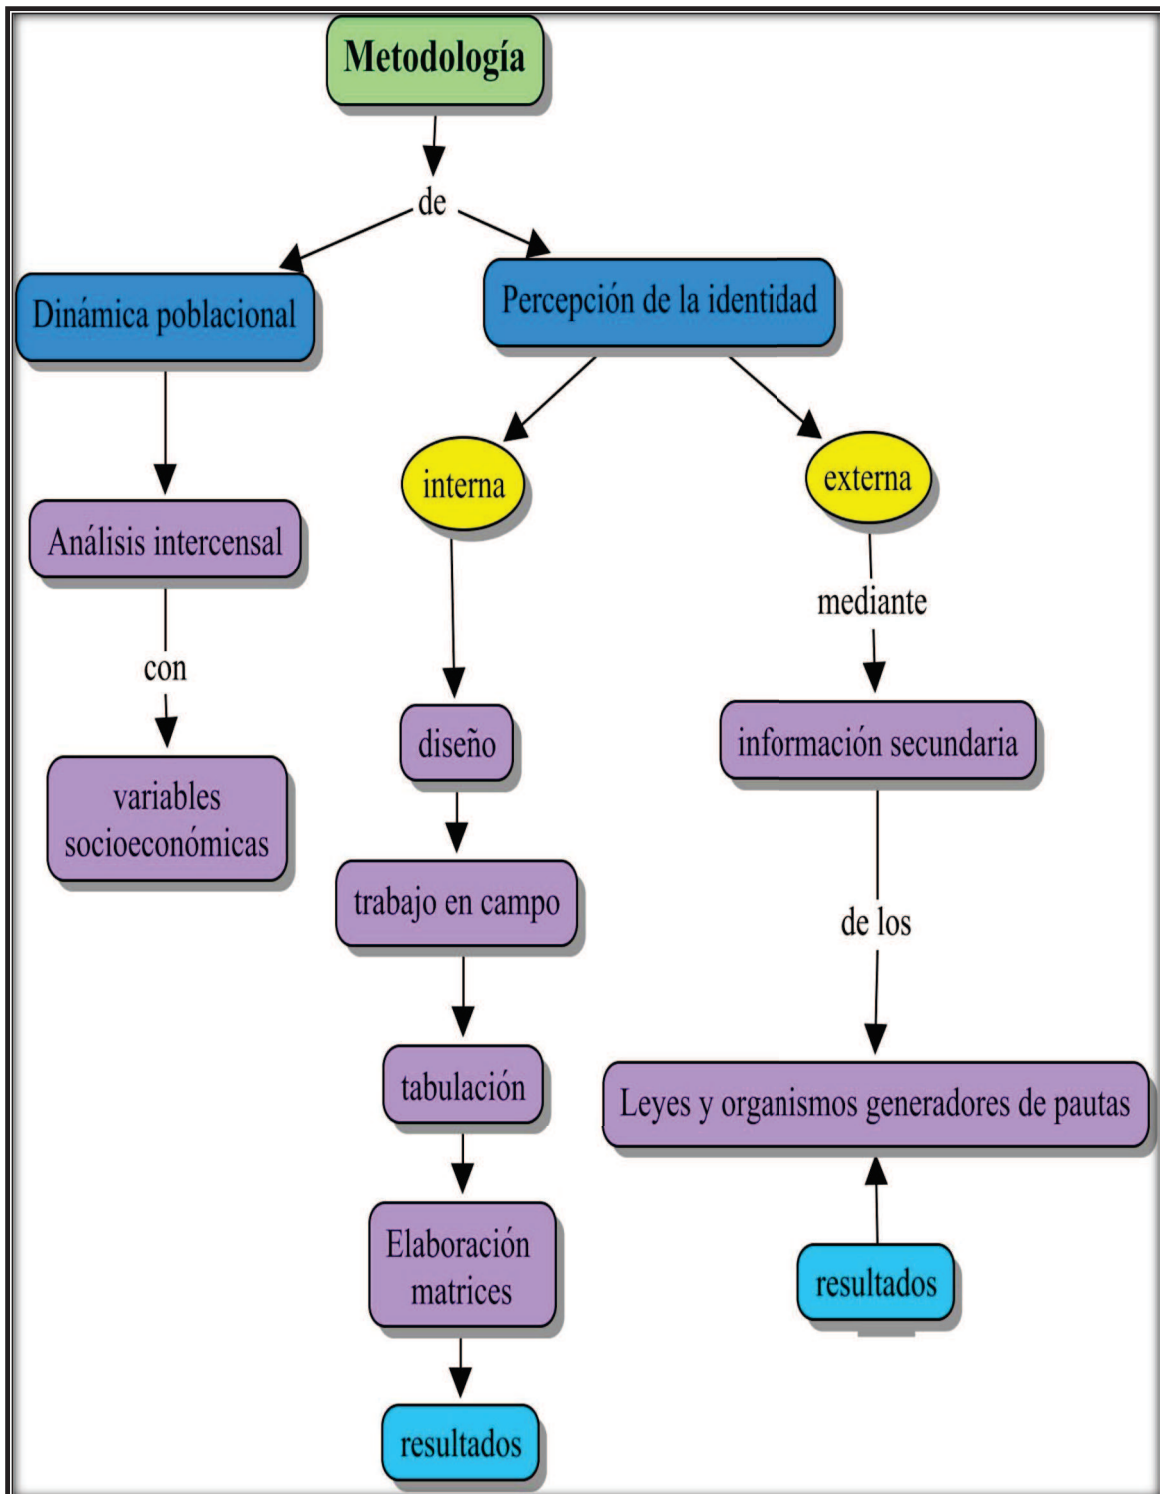 Metodología
de
Dinámica poblacional
Percepción de la identidad
interna
externa
Análisis intercensal
mediante
con
diseño
información secundaria
variables
socioeconómicas
trabajo en campo
de los
tabulación
Leyes y organismos generadores de pautas
Elaboración
matrices
resultados
resultados